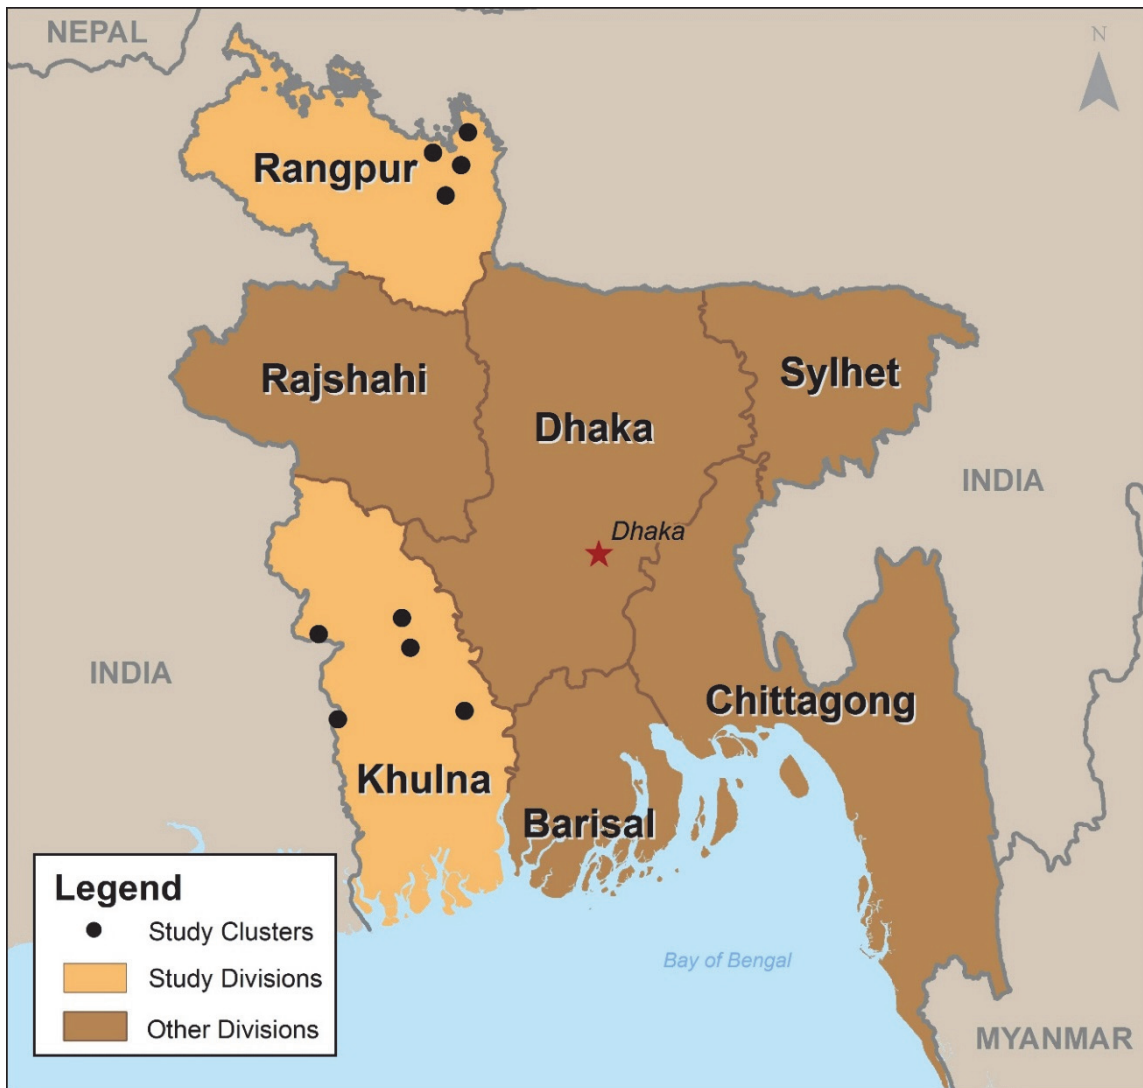 NEPAL
N
Rangpur
Rajshahi
Sylhet
Dhaka
INDIA
Dhaka
INDIA
Chittagong
Khulna
Barisal
Legend
Study Clusters
Study Divisions
Other Divisions
Bay of Bengal
MYANMAR